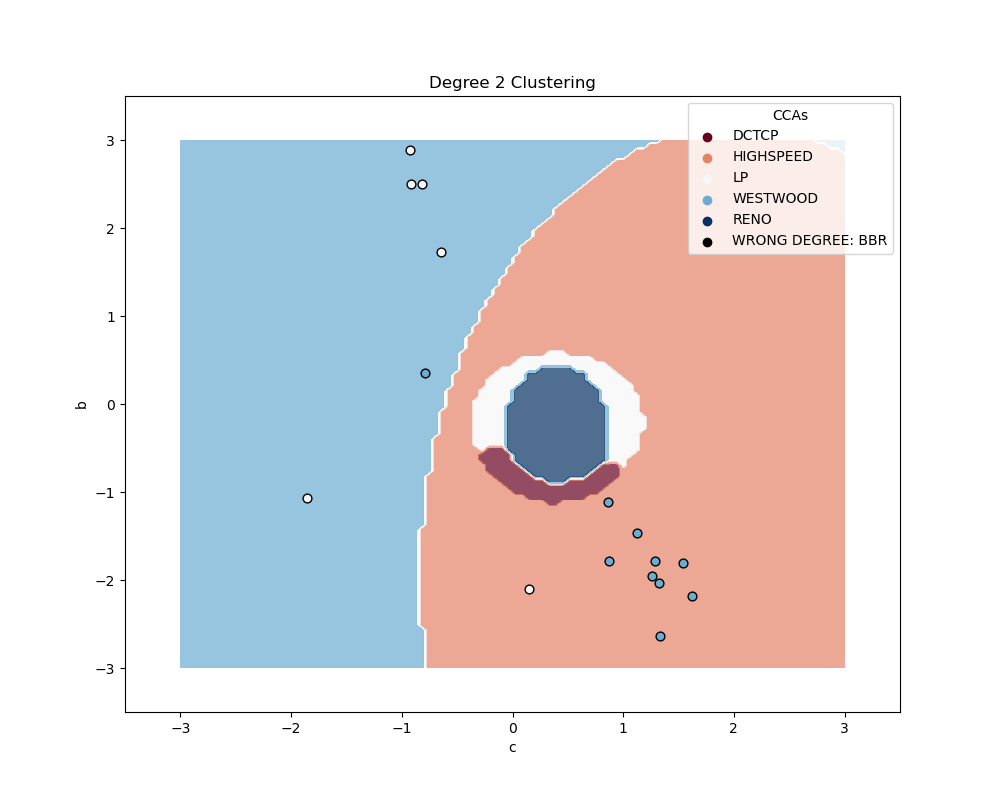 Degree 2 Clustering
CCAs
DCTCP
HIGHSPEED
LP
WESTWOOD
RENO
WRONG DEGREE: BBR
3
2
1
0
−1
−2
−3
b
−3
−2
−1
0
1
2
3
c